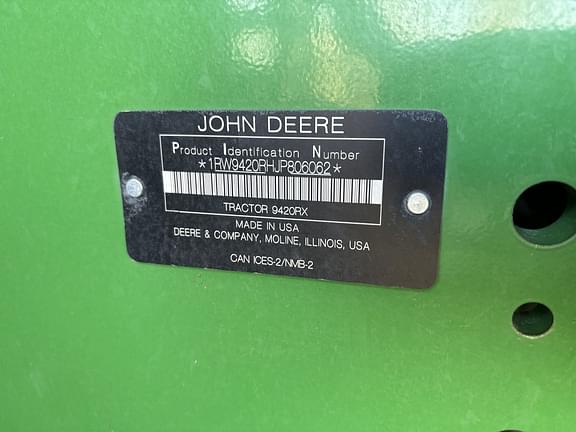 JOHN DEERE
Product Identification Number
*1RW9420RHJP806062*
TRACTOR 9420RX
MADE IN USA
DEERE & COMPANY, MOLINE, ILLINOIS, USA
CAN ICES-2/NMB-2